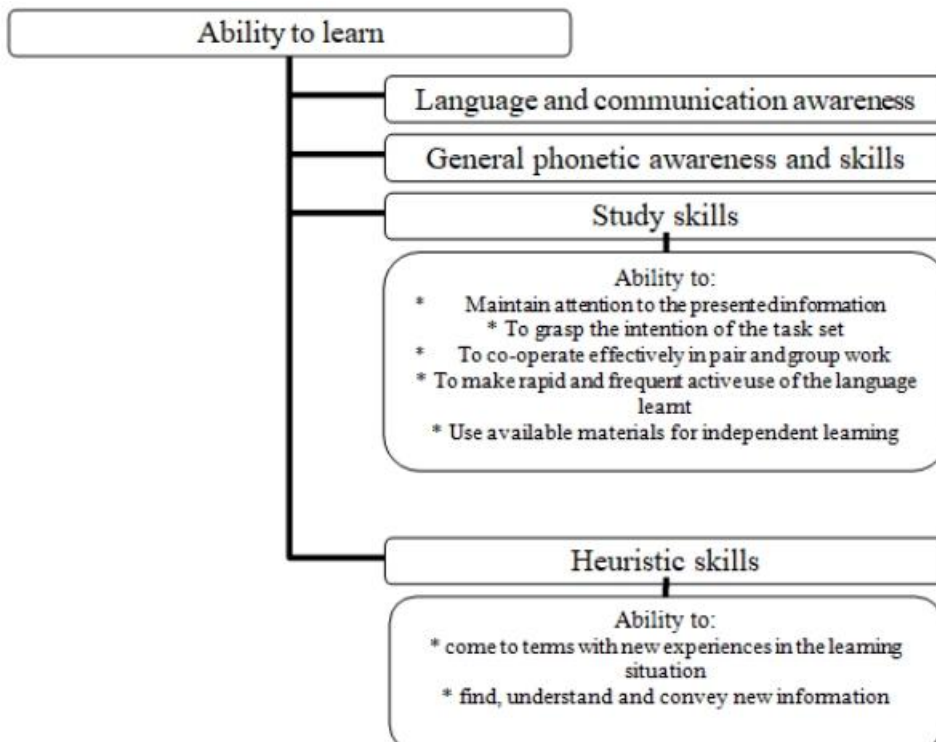 Ability to learn
Language and communication awareness
General phonetic awareness and skills
Study skills
Ability to:
* Maintain attention to the presentedinformation
* To grasp the intention of the task set
* To co-operate effectively in pair and group work
* To make rapid and frequent activeuse of the language
learnt
* Use available materials for independent learning
Heuristic skills
Ability to:
* come to terms with new experiences in the learning
situation
* find, understand and convey new information